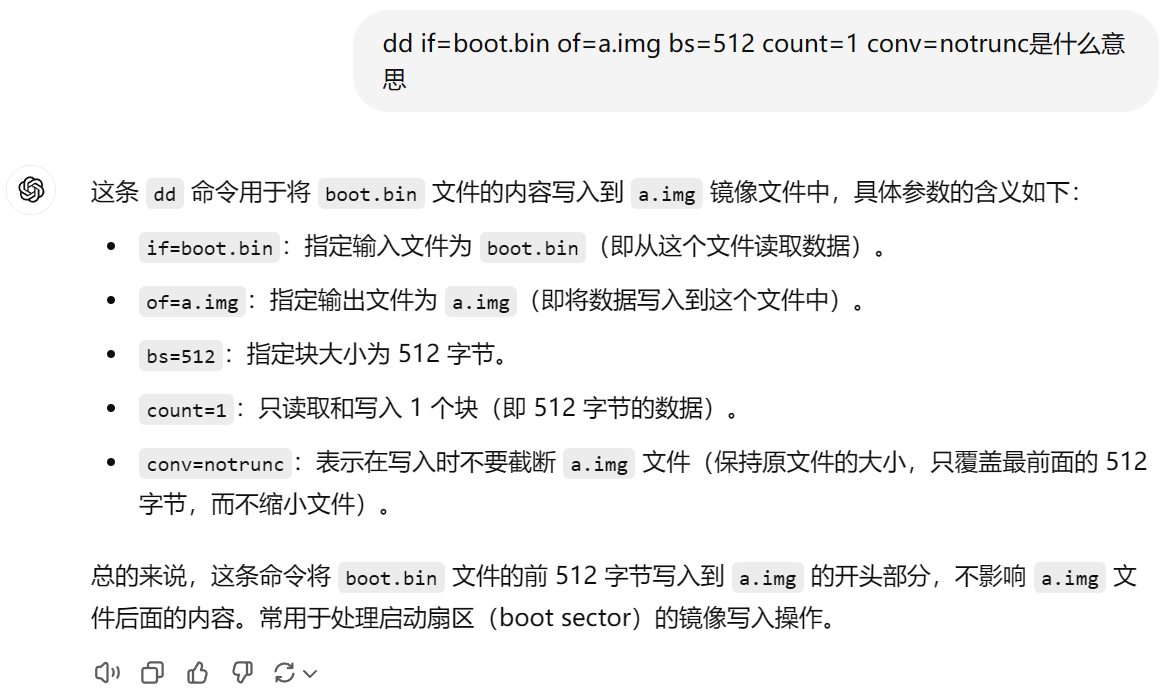 dd if=boot.bin of=a.img bs=512 count=1 conv=notrunc是什么意
思
这条 dd 命令用于将 boot.bin 文件的内容写入到 a.img 镜像文件中，具体参数的含义如下：
• if=boot.bin：指定输入文件为 boot.bin（即从这个文件读取数据）。
• of=a.img：指定输出文件为 a.img（即将数据写入到这个文件中）。
• bs=512：指定块大小为 512 字节。
• count=1：只读取和写入 1 个块（即 512 字节的数据）。
• conv=notrunc：表示在写入时不要截断 a.img 文件（保持原文件的大小，只覆盖最前面的 512
字节，而不缩小文件）。
总的来说，这条命令将 boot.bin 文件的前 512 字节写入到 a.img 的开头部分，不影响 a.img 文
件后面的内容。常用于处理启动扇区（boot sector）的镜像写入操作。